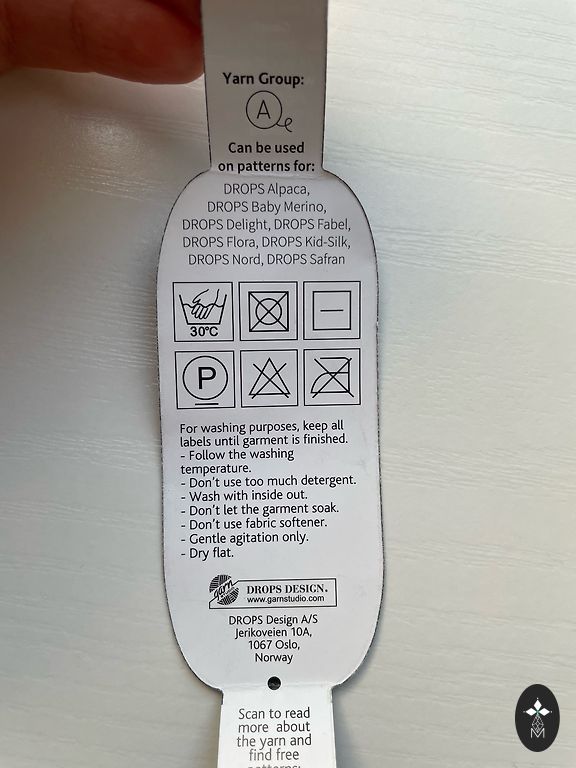 Yarn Group:
A
Can be used
on patterns for:
DROPS Alpaca,
DROPS Baby Merino,
DROPS Delight, DROPS Fabel,
DROPS Flora, DROPS Kid-Silk,
DROPS Nord, DROPS Safran
30°C
P
For washing purposes, keep all
labels until garment is finished.
- Follow the washing
temperature.
- Don't use too much detergent.
- Wash with inside out.
- Don't let the garment soak.
- Don't use fabric softener.
- Gentle agitation only.
- Dry flat.
garn DROPS DESIGN.
www.garnstudio.com
DROPS Design A/S
Jerikoveien 10A,
1067 Oslo,
Norway
Scan to read
more about
the yarn and
find free
patterns: